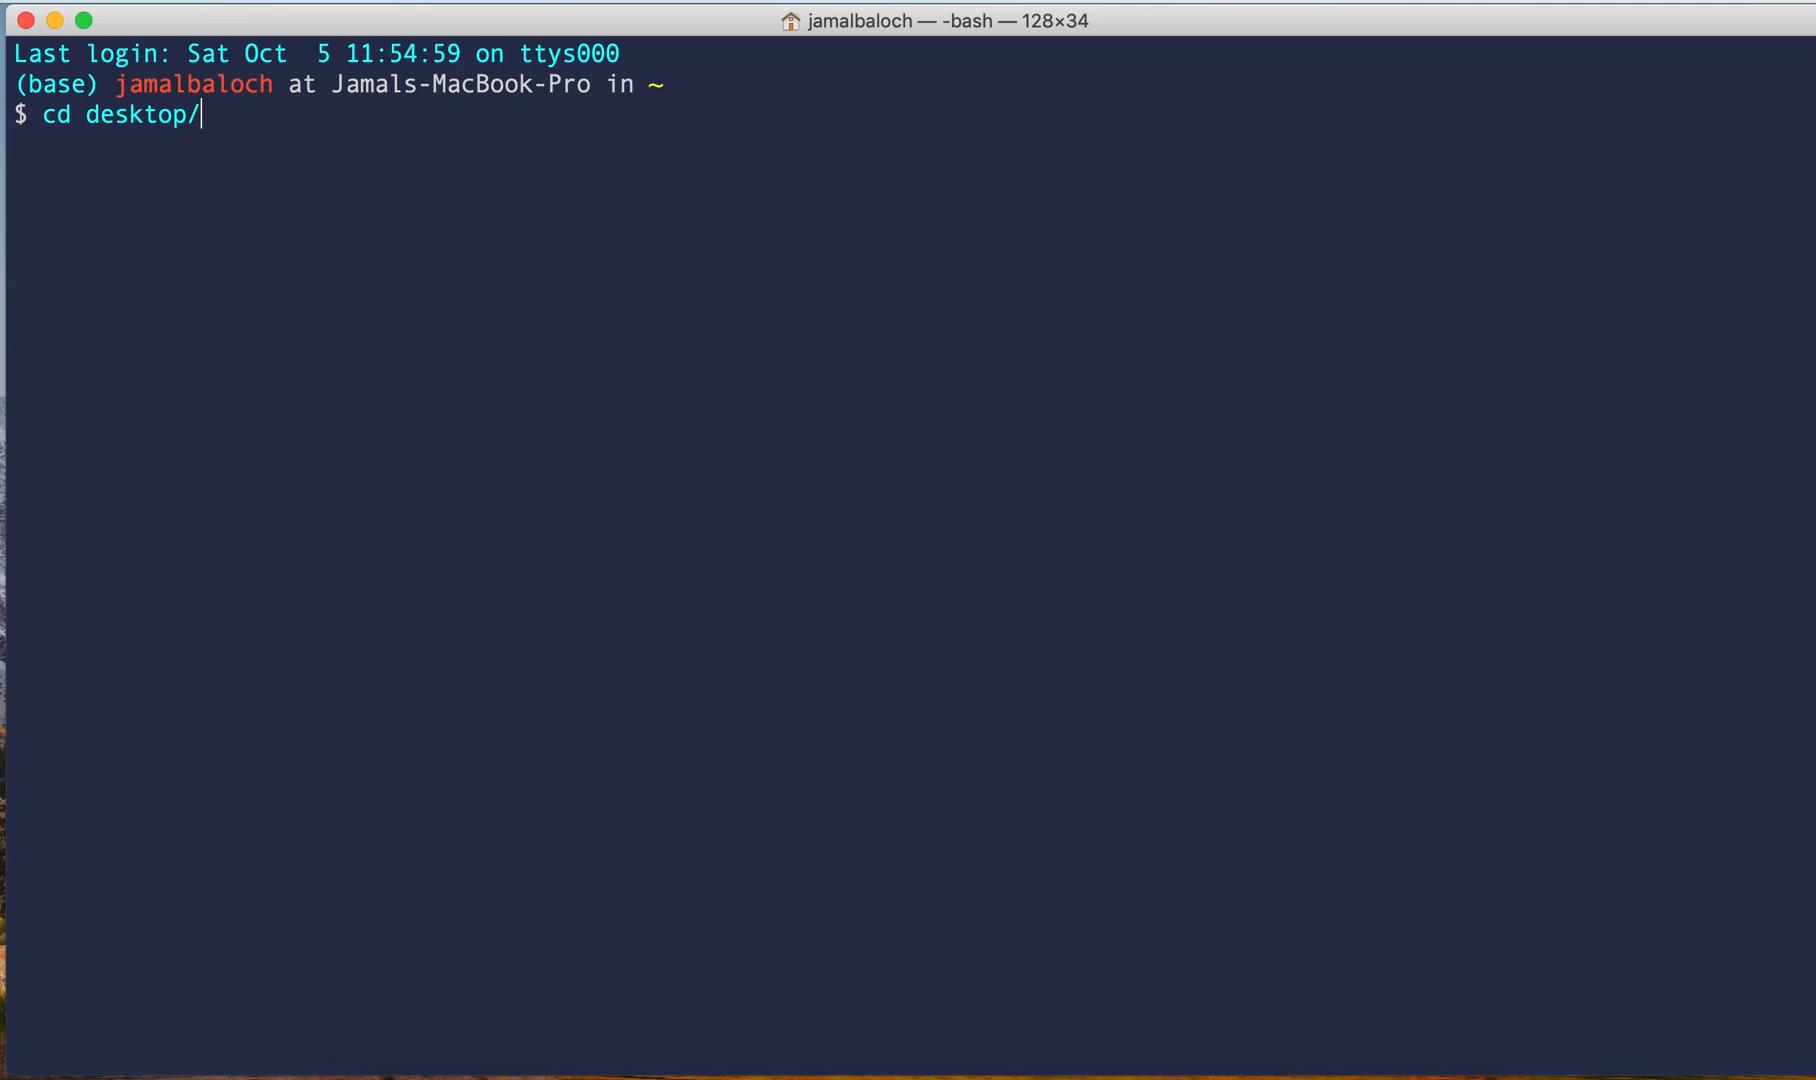 jamalbaloch — -bash — 128×34
Last login: Sat Oct  5 11:54:59 on ttys000
(base) jamalbaloch at Jamals-MacBook-Pro in ~
$ cd desktop/